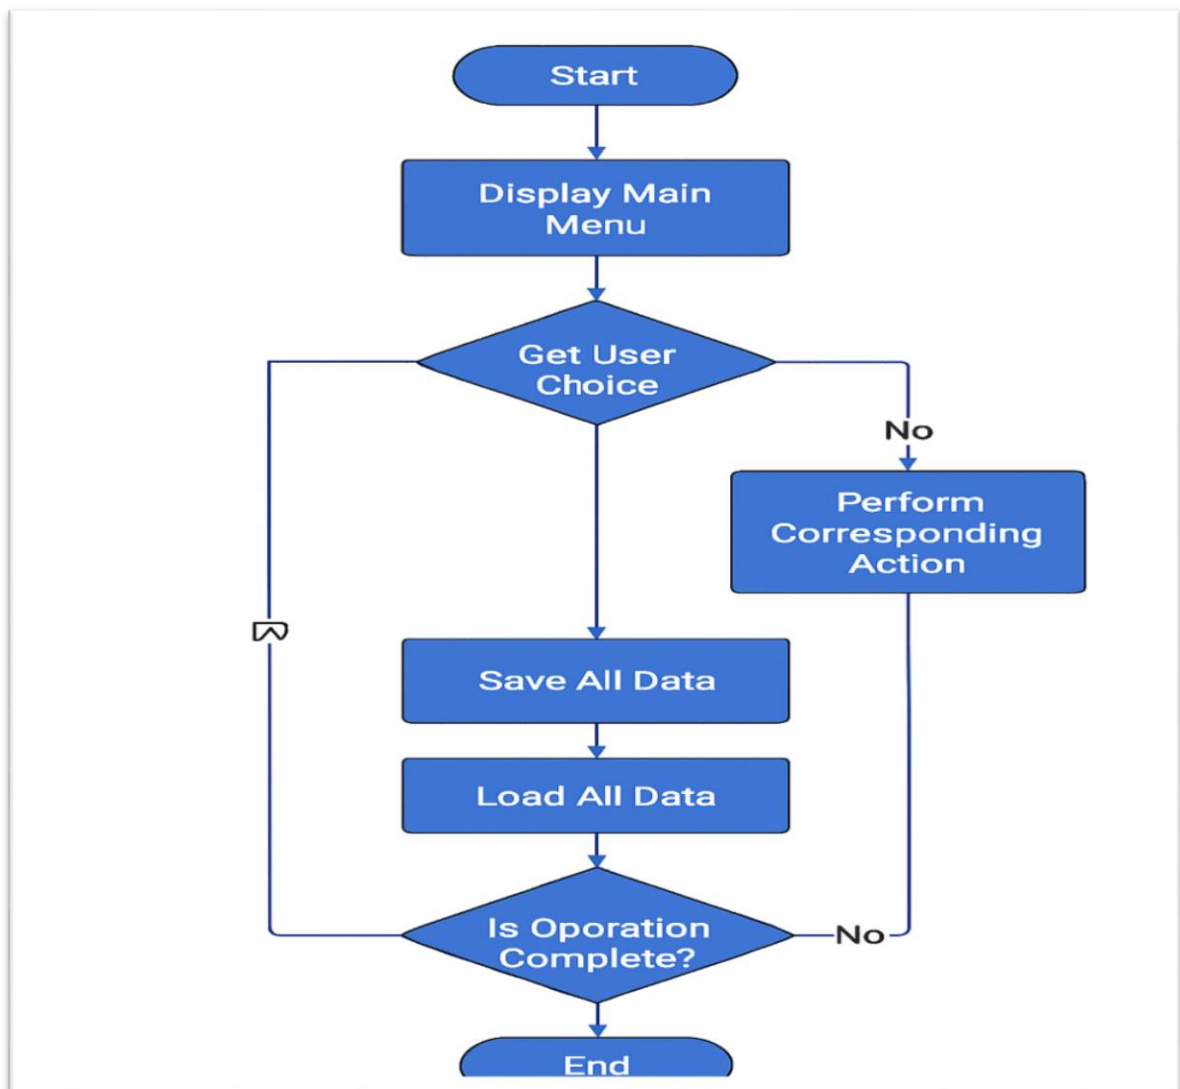 Start
Display Main
Menu
Get User
Choice
No
Perform
Corresponding
Action
Save All Data
Load All Data
Is Oporation
Complete?
No
End